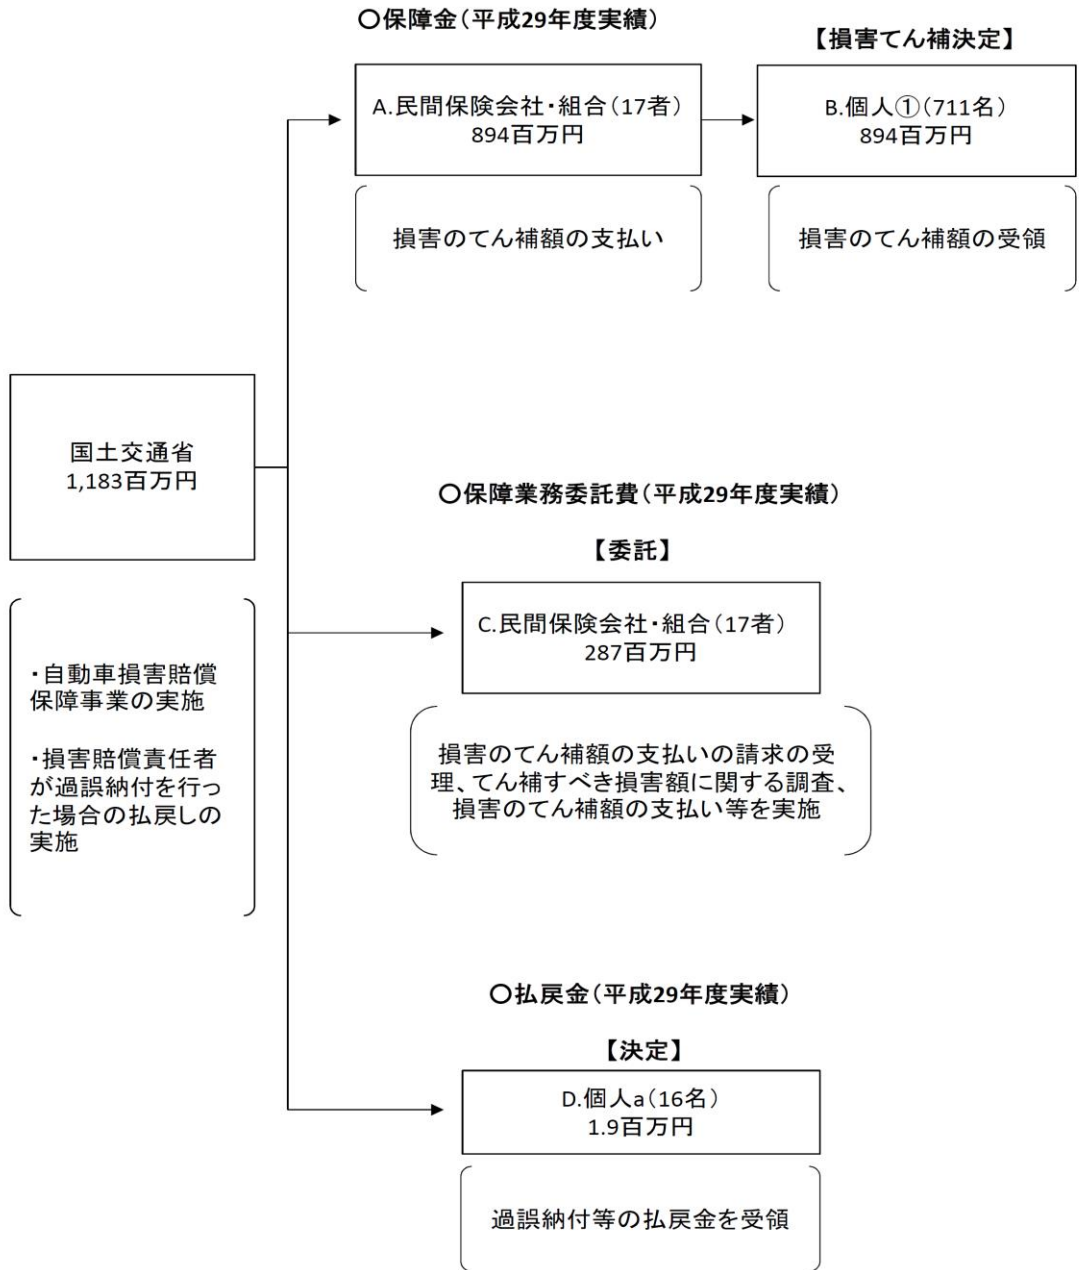 〇保障金(平成29年度実績)
【損害てん補決定】
A.民間保険会社・組合(17者)
894百万円
B.個人①(711名)
894百万円
損害のてん補額の支払い
損害のてん補額の受領
国土交通省
1,183百万円
・自動車損害賠償
保障事業の実施
・損害賠償責任者
が過誤納付を行っ
た場合の払戻しの
実施
〇保障業務委託費(平成29年度実績)
【委託】
C.民間保険会社・組合(17者)
287百万円
損害のてん補額の支払いの請求の受
理、てん補すべき損害額に関する調査、
損害のてん補額の支払い等を実施
〇払戻金(平成29年度実績)
【決定】
D.個人a(16名)
1.9百万円
過誤納付等の払戻金を受領